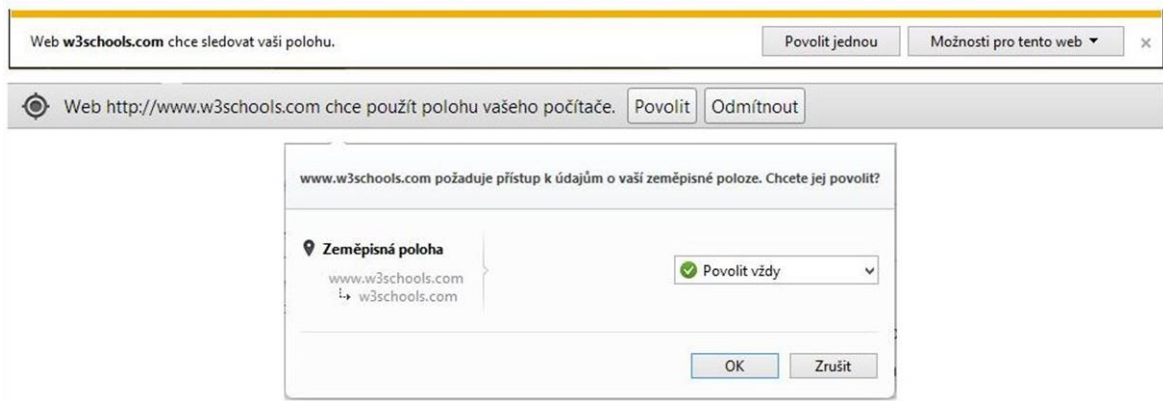 Web w3schools.com chce sledovat vaši polohu. Povolit jednou Možnosti pro tento web
Web http://www.w3schools.com chce použít polohu vašeho počítače. Povolit Odmítnout
www.w3schools.com požaduje přístup k údajům o vaší zeměpisné poloze. Chcete jej povolit?
Zeměpisná poloha
Povolit vždy
www.w3schools.com
w3schools.com
OK Zrušit